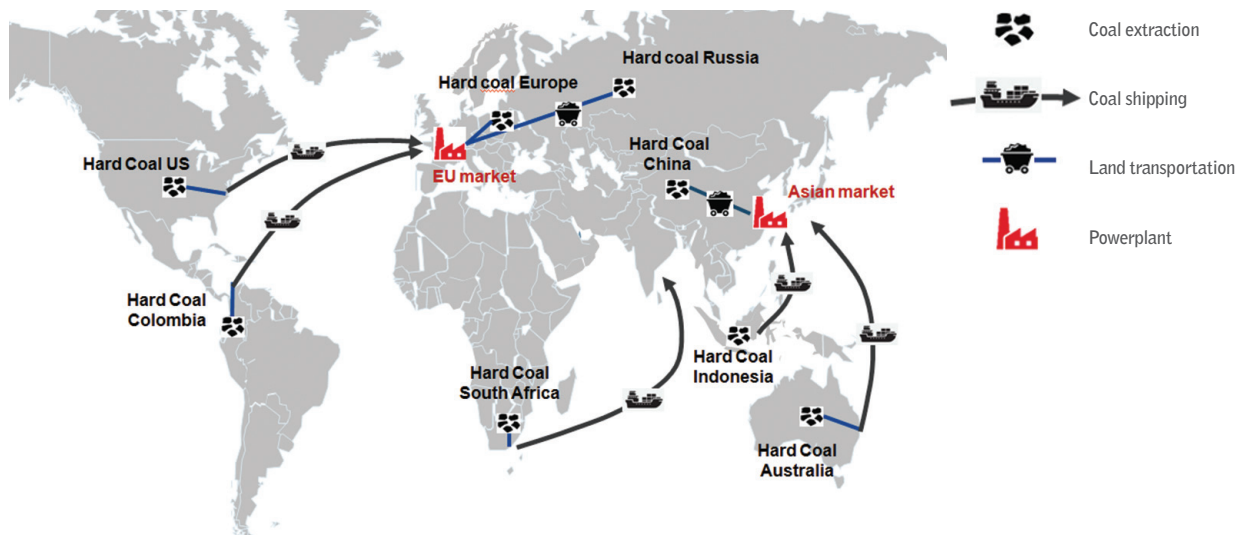 Hard coal Russia
Hard coal Europe
Hard Coal US
EU market
Hard Coal
China
Asian market
Hard Coal
Colombia
Hard Coal
South Africa
Hard Coal
Indonesia
Hard Coal
Australia
Coal extraction
Coal shipping
Land transportation
Powerplant